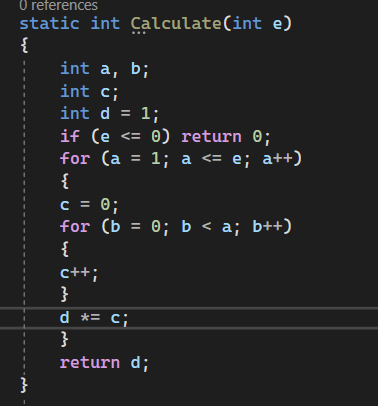 0 references
static int Calculate(int e)
{
int a, b;
int c;
int d = 1;
if (e <= 0) return 0;
for (a = 1; a <= e; a++)
{
c = 0;
for (b = 0; b < a; b++)
{
c++;
}
d *= c;
}
return d;
}